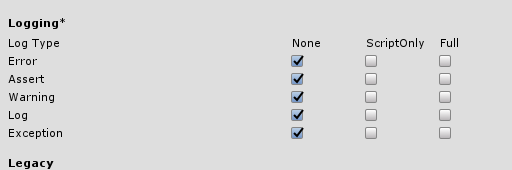 Logging*
Log Type None ScriptOnly Full
Error
Assert
Warning
Log
Exception
Legacy